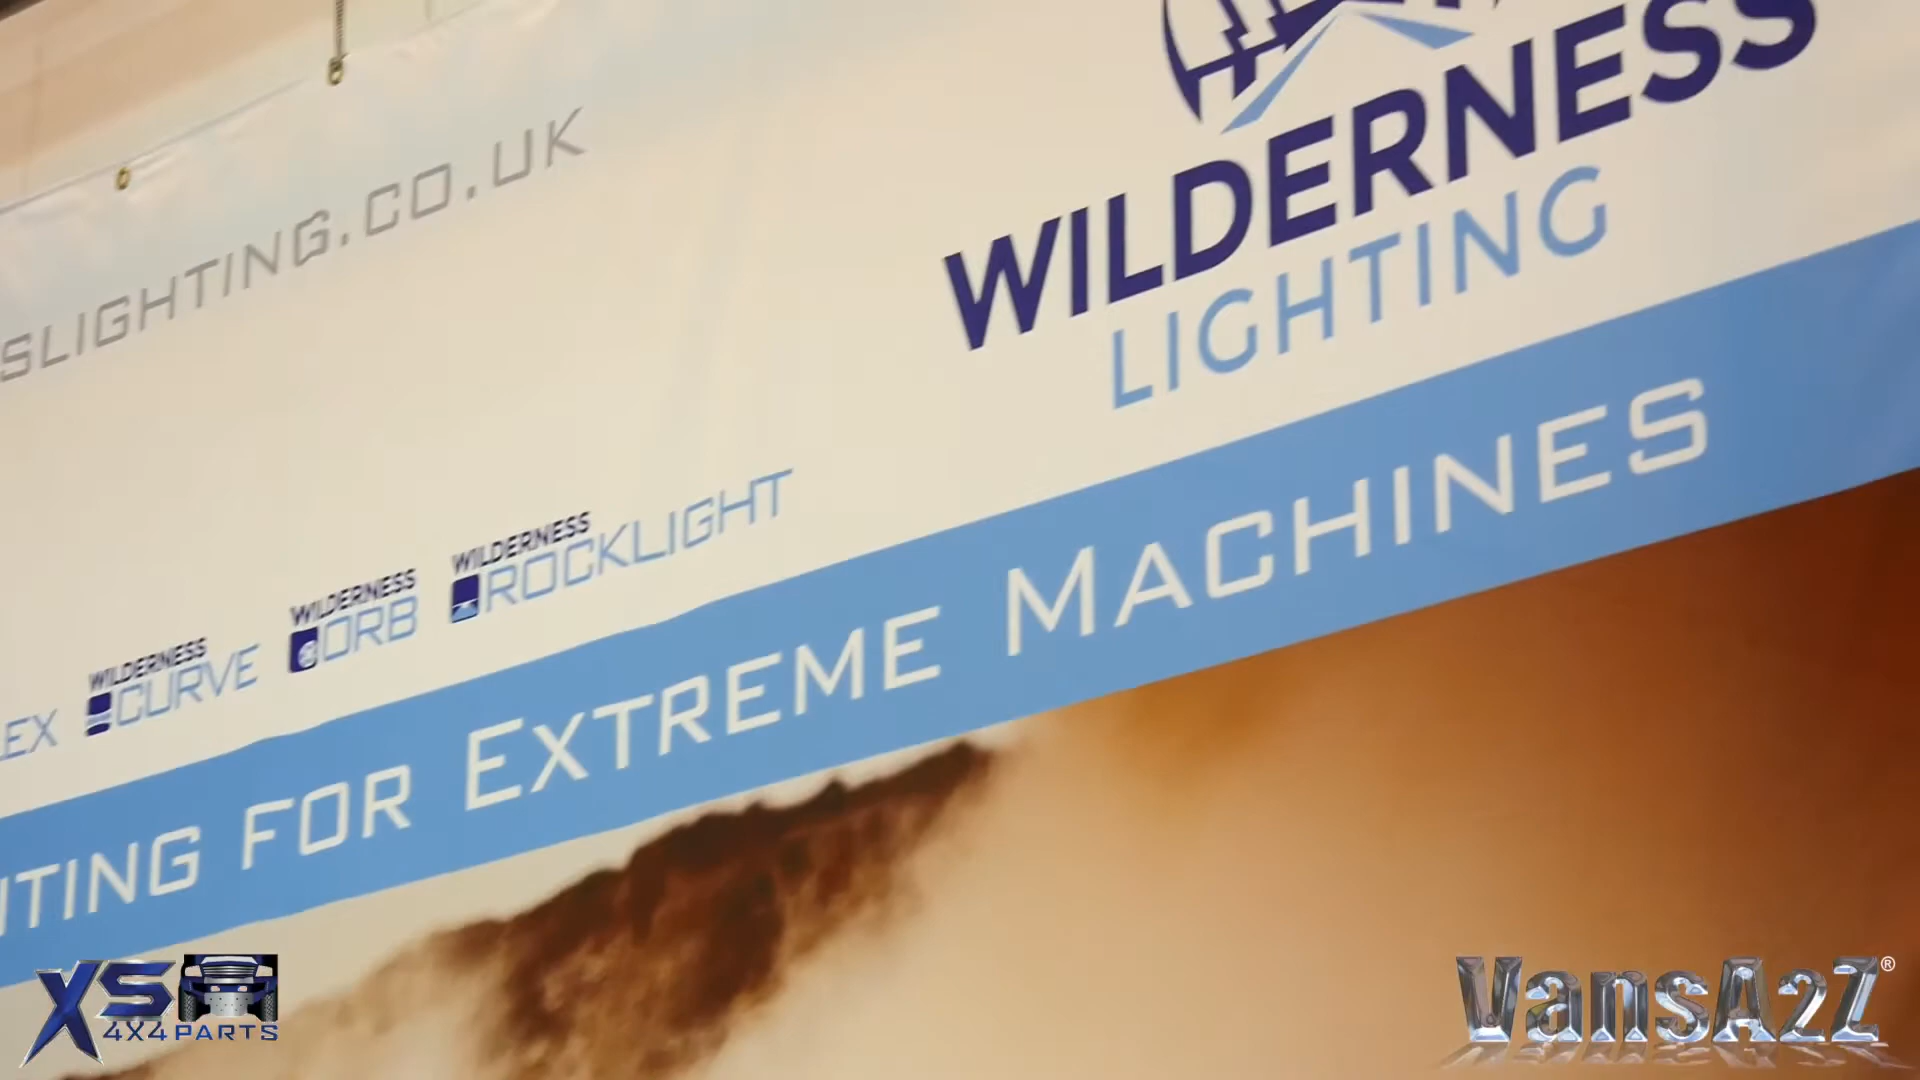 SLIGHTING.CO.UK
WILDERNESS
LIGHTING
WILDERNESS
ROCKLIGHT
WILDERNESS
ORB
WILDERNESS
CURVE
EX
TING FOR EXTREME MACHINES
XS
4X4 PARTS
VansA2Z®